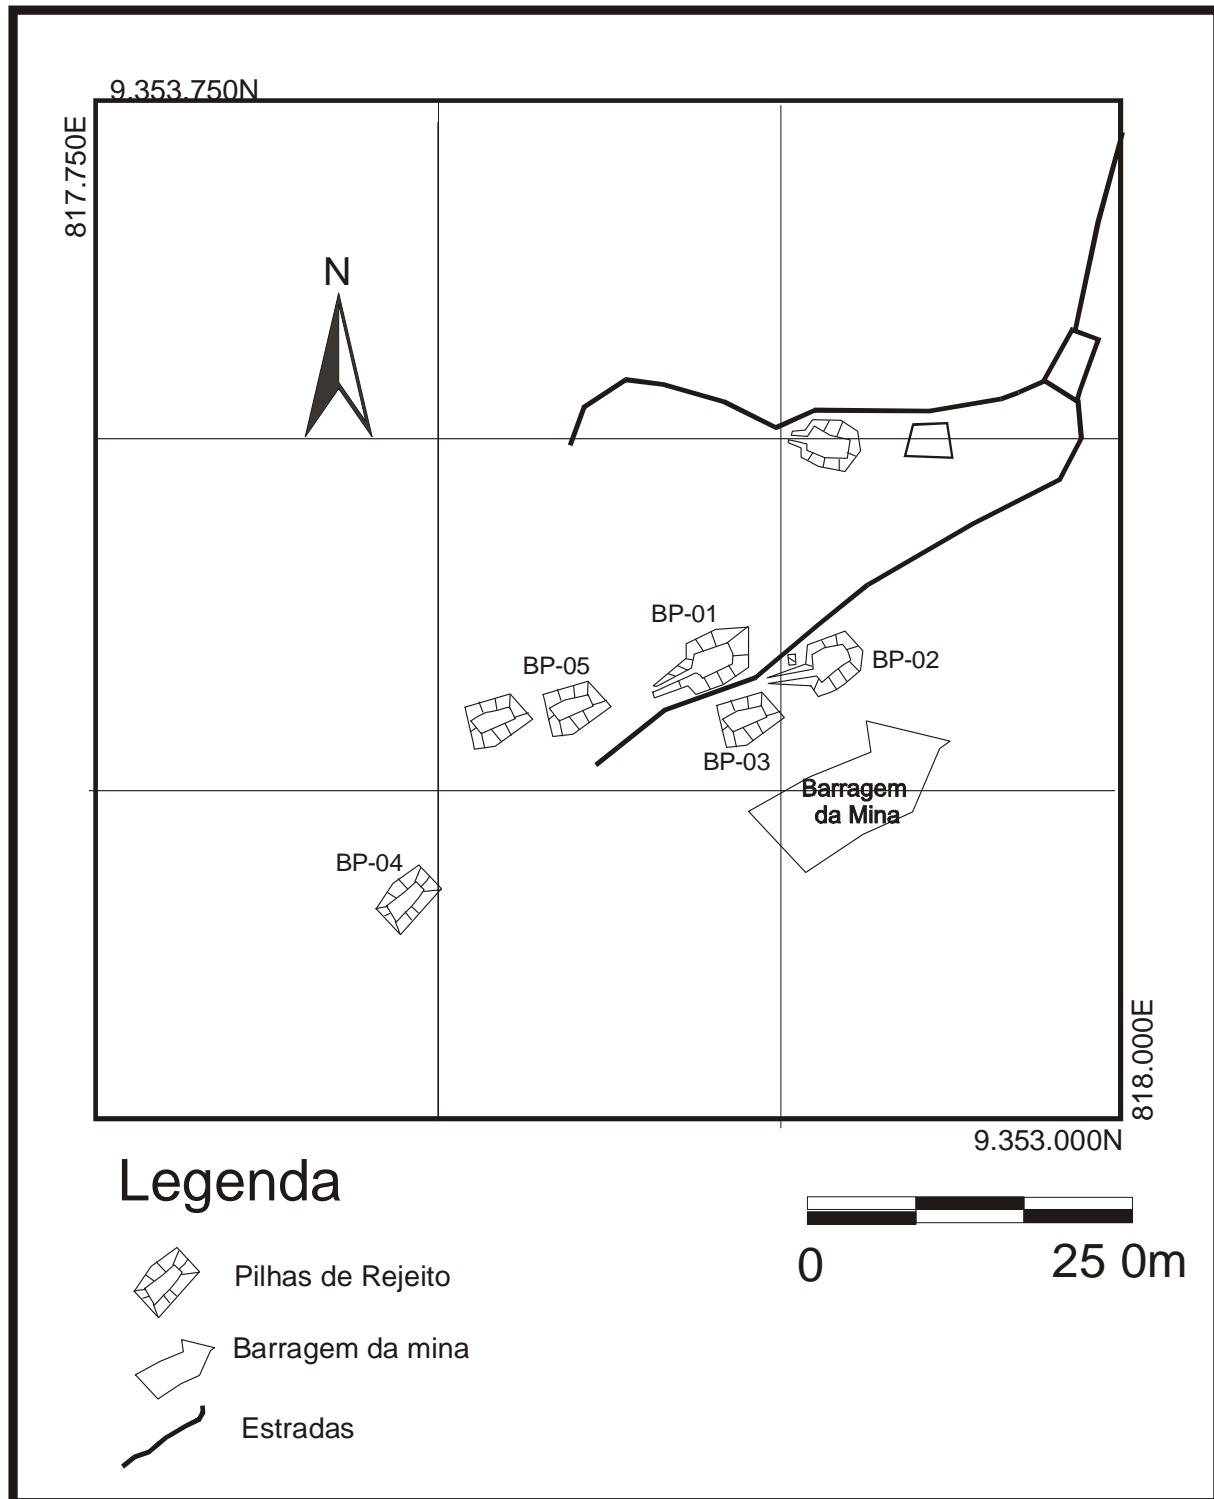 9.353.750N
817.750E
N
BP-01
BP-05
BP-02
BP-03
Barragem
da Mina
BP-04
818.000E
9.353.000N
Legenda
0 25 0m
Pilhas de Rejeito
Barragem da mina
Estradas